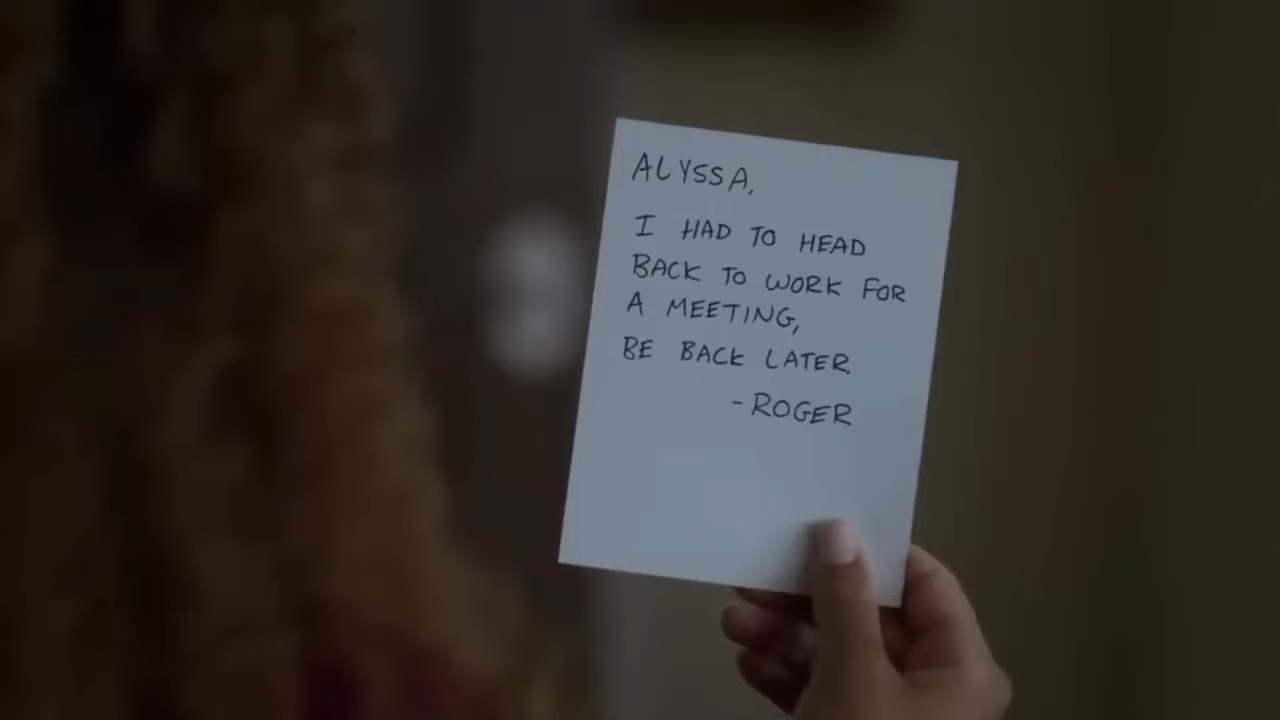 ALYSSA,
I HAD TO HEAD
BACK TO WORK FOR
A MEETING,
BE BACK LATER
-ROGER